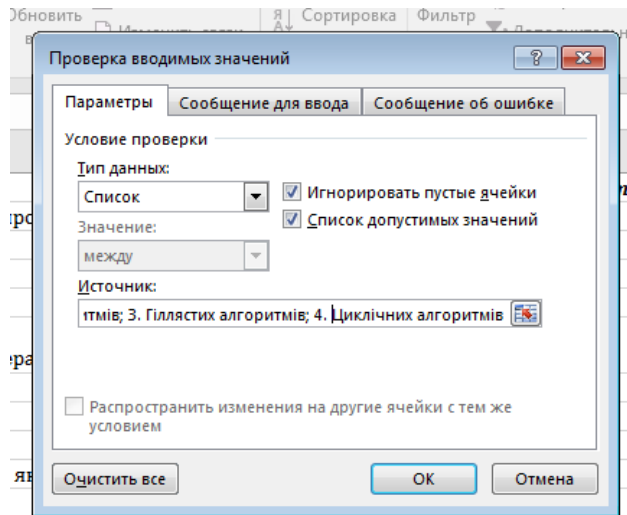 Обновить
Сортировка
Фильтр
Проверка вводимых значений
Параметры Сообщение для ввода Сообщение об ошибке
Условие проверки
Тип данных:
Список
Игнорировать пустые ячейки
Список допустимых значений
Значение:
между
Источник:
ітмів; 3. Гіллястих алгоритмів; 4. Циклічних алгоритмів
Распространить изменения на другие ячейки с тем же
условием
Очистить все ОК Отмена